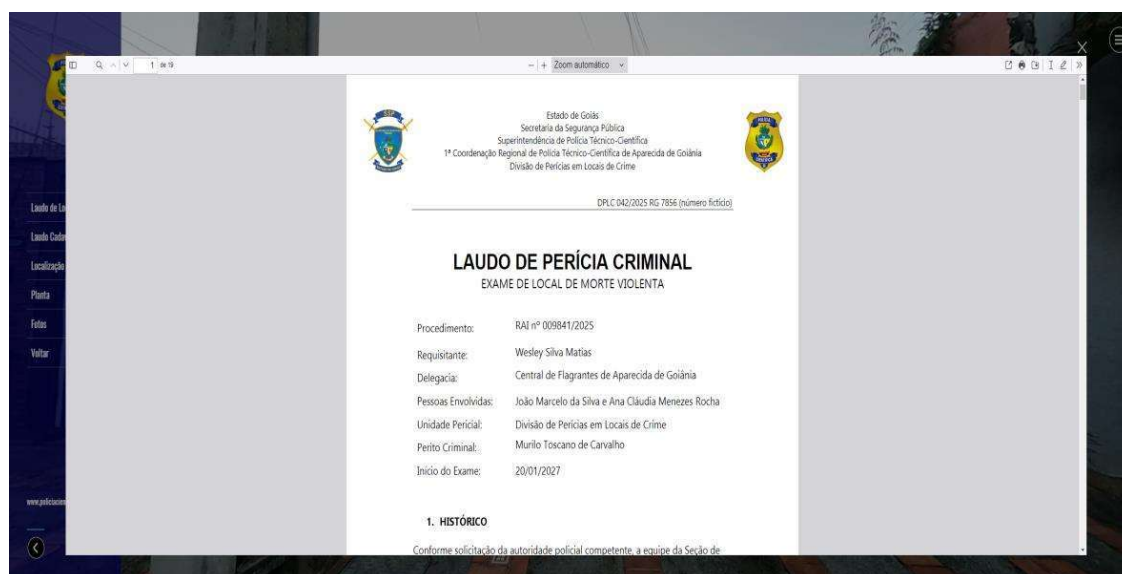 1 de 19
− + Zoom automático
Estado de Goiás
Secretaria da Segurança Pública
Superintendência de Polícia Técnico-Científica
1ª Coordenação Regional de Polícia Técnico-Científica de Aparecida de Goiânia
Divisão de Perícias em Locais de Crime
DPLC 042/2025 RG 7856 (número fictício)
LAUDO DE PERÍCIA CRIMINAL
EXAME DE LOCAL DE MORTE VIOLENTA
Procedimento: RAI nº 009841/2025
Requisitante: Wesley Silva Matias
Delegacia: Central de Flagrantes de Aparecida de Goiânia
Pessoas Envolvidas: João Marcelo da Silva e Ana Cláudia Menezes Rocha
Unidade Pericial: Divisão de Perícias em Locais de Crime
Perito Criminal: Murilo Toscano de Carvalho
Início do Exame: 20/01/2027
1. HISTÓRICO
Conforme solicitação da autoridade policial competente, a equipe da Seção de
Laudo de Lo
Laudo Cada
Localização
Planta
Fotos
Voltar